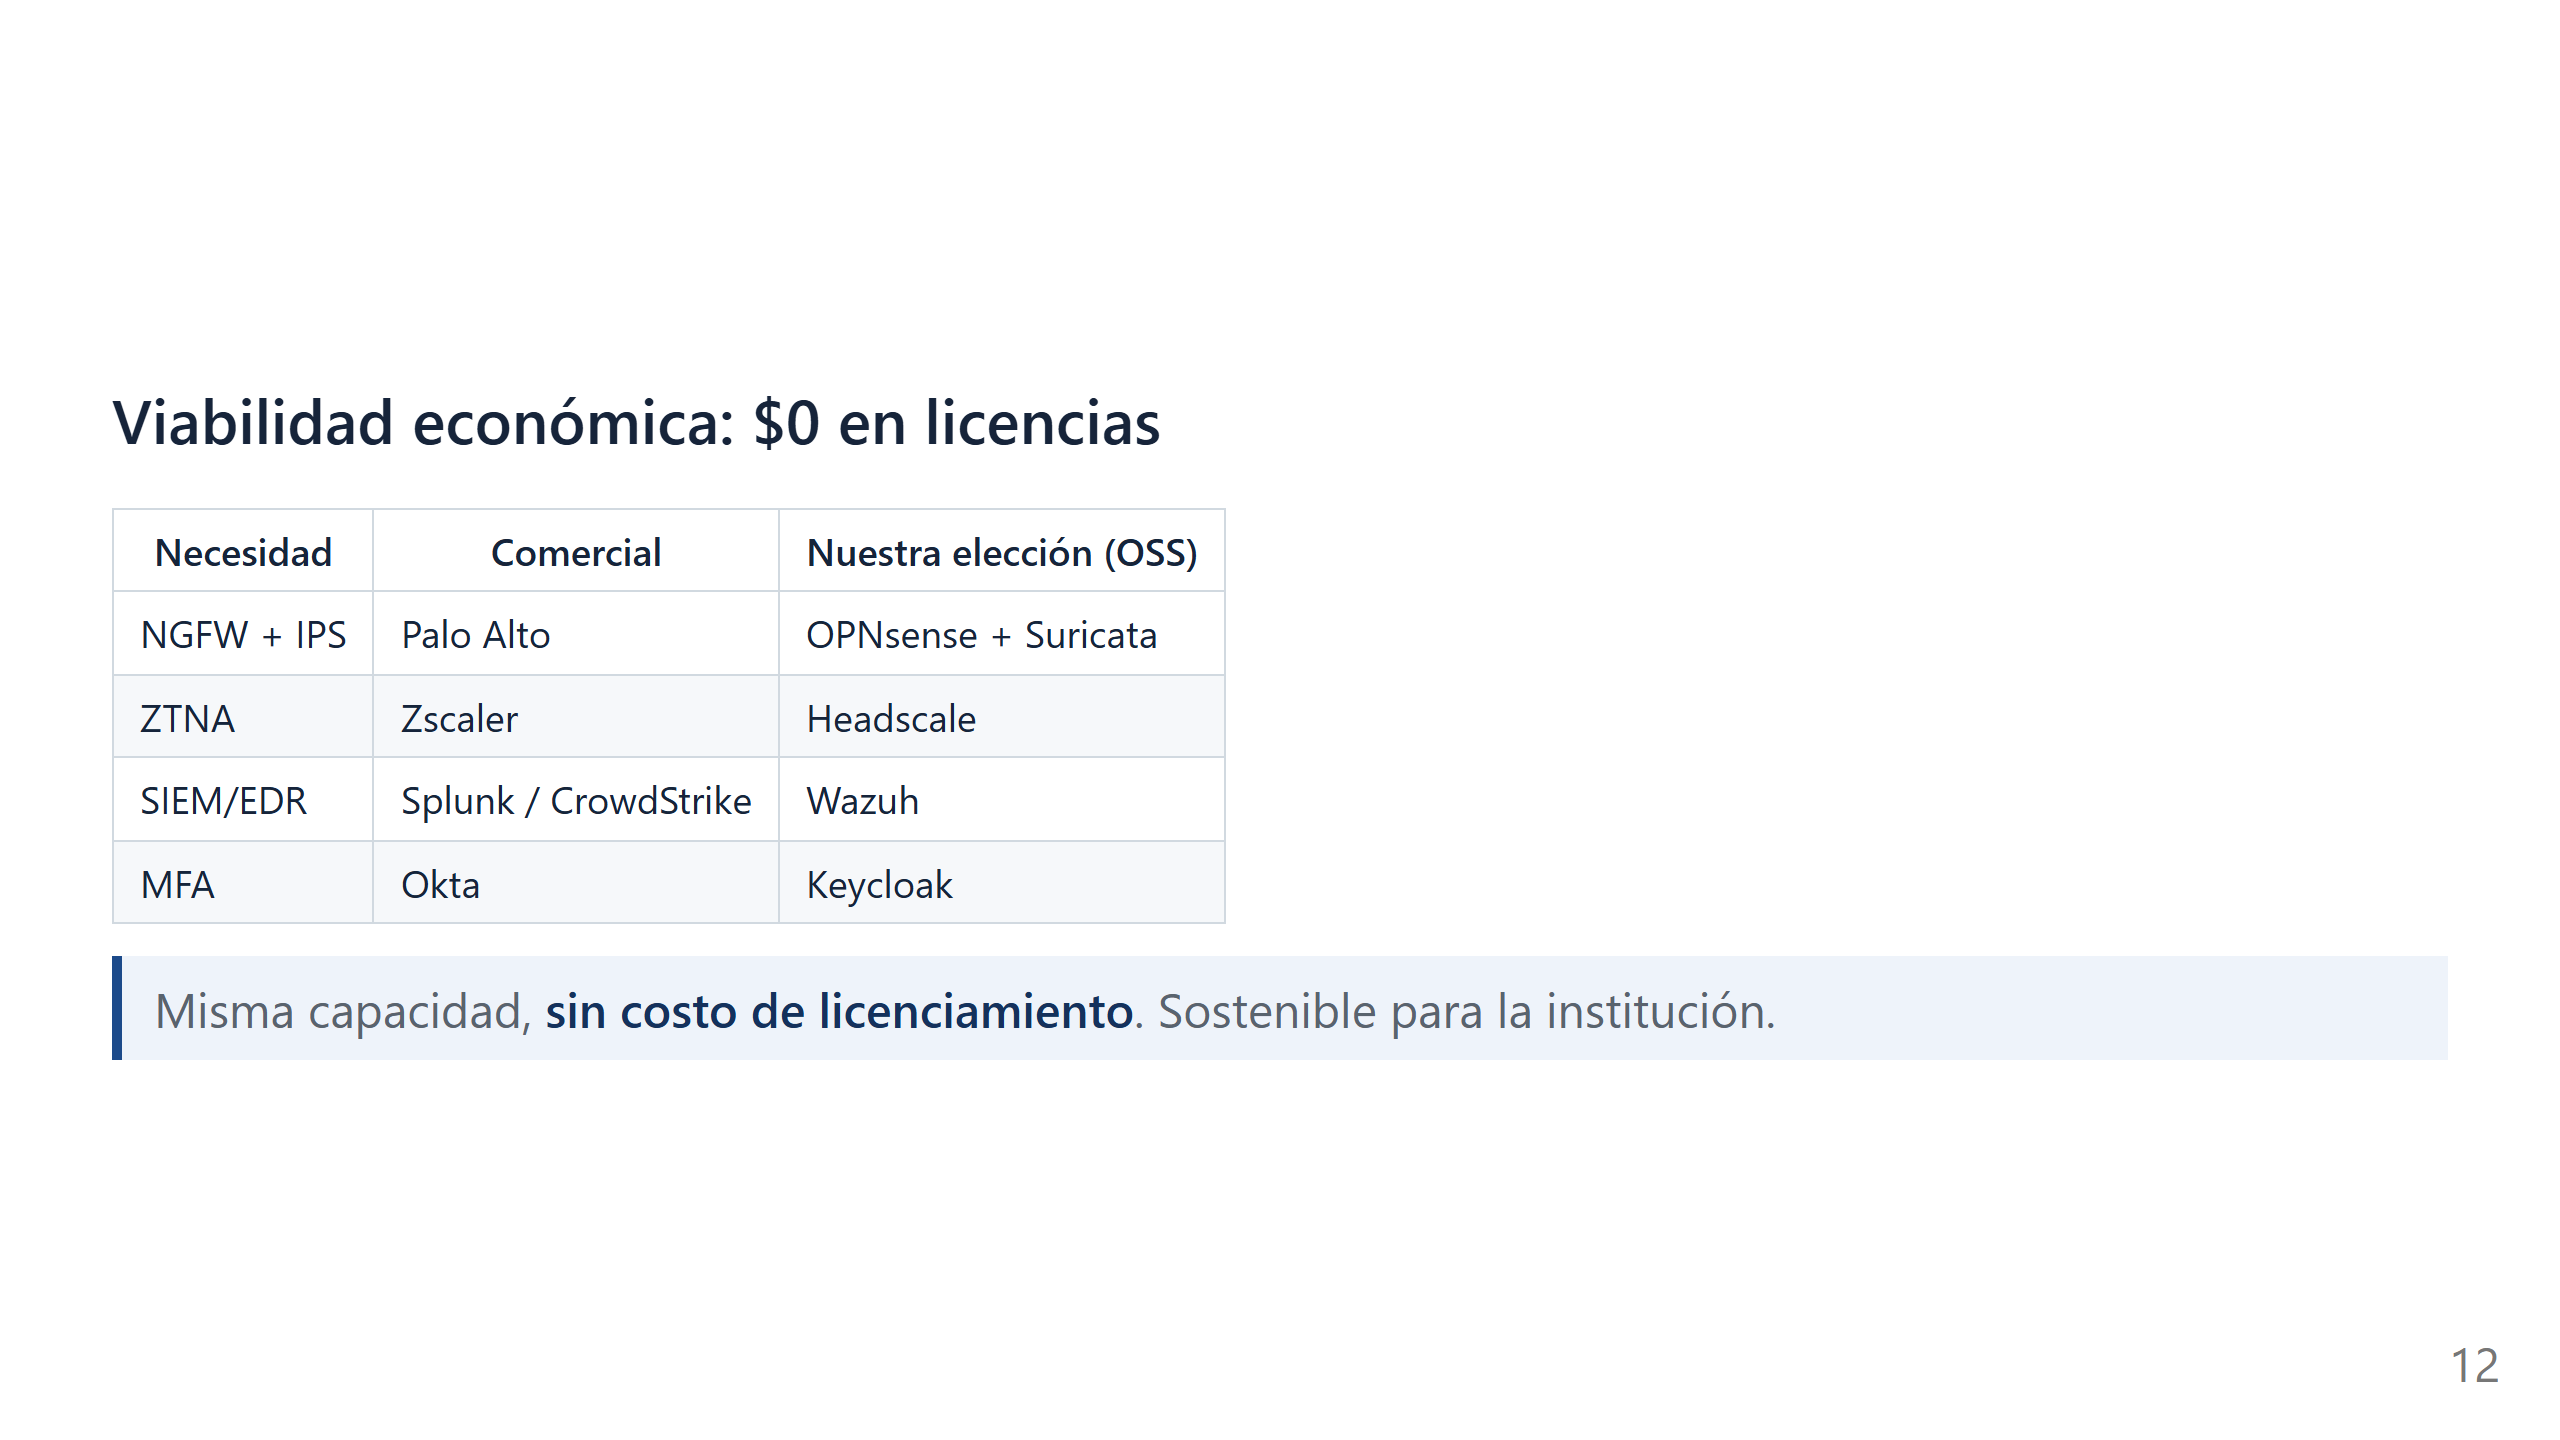 Viabilidad económica: $0 en licencias
Necesidad Comercial Nuestra elección (OSS)
NGFW + IPS Palo Alto OPNsense + Suricata
ZTNA Zscaler Headscale
SIEM/EDR Splunk / CrowdStrike Wazuh
MFA Okta Keycloak
Misma capacidad, sin costo de licenciamiento. Sostenible para la institución.
12